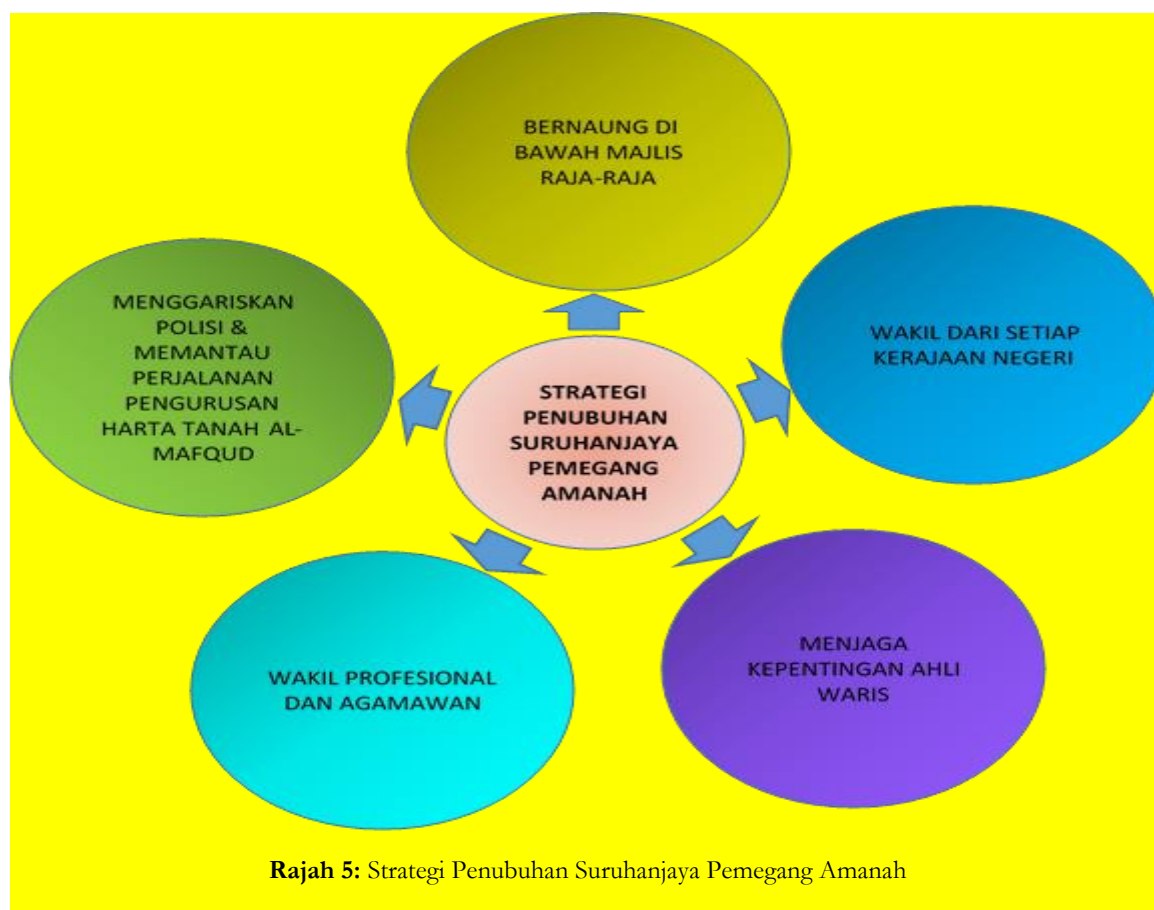 BERNAUNG DI
BAWAH MAJLIS
RAJA-RAJA
MENGGARISKAN
POLISI &
MEMANTAU
PERJALANAN
PENGURUSAN
HARTA TANAH AL-
MAFQUD
WAKIL DARI SETIAP
KERAJAAN NEGERI
STRATEGI
PENUBUHAN
SURUHANJAYA
PEMEGANG
AMANAH
WAKIL PROFESIONAL
DAN AGAMAWAN
MENJAGA
KEPENTINGAN AHLI
WARIS
Rajah 5: Strategi Penubuhan Suruhanjaya Pemegang Amanah